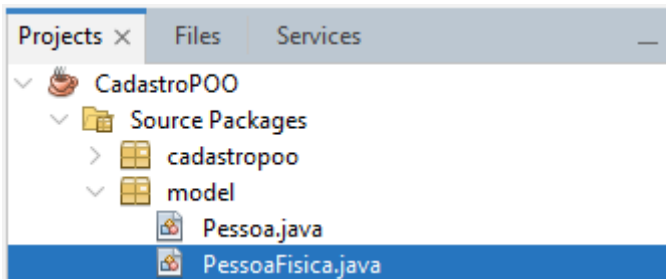 Projects Files Services
CadastroPOO
Source Packages
cadastropoo
model
Pessoa.java
PessoaFisica.java